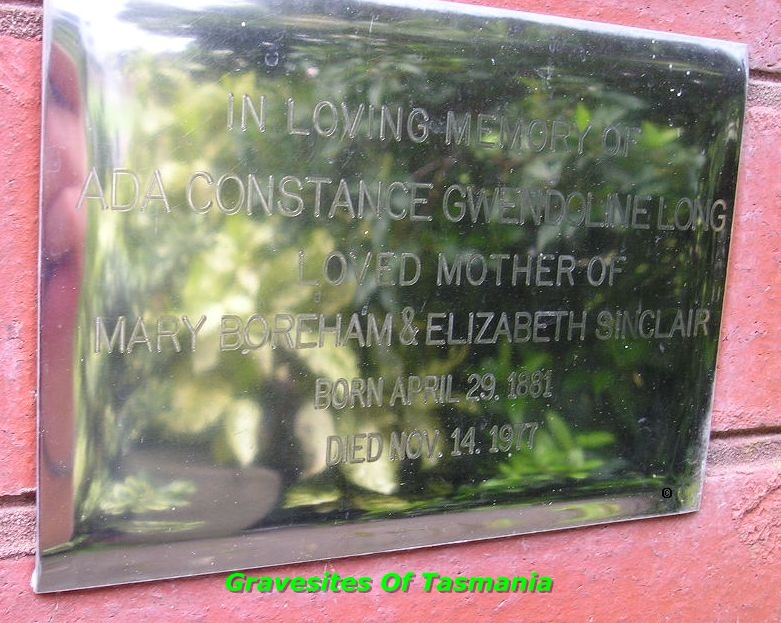 IN LOVING MEMORY OF
ADA CONSTANCE GWENDOLINE LONG
LOVED MOTHER OF
MARY BOREHAM & ELIZABETH SINCLAIR
BORN APRIL 29. 1881
DIED NOV. 14. 1977
®
Gravesites Of Tasmania